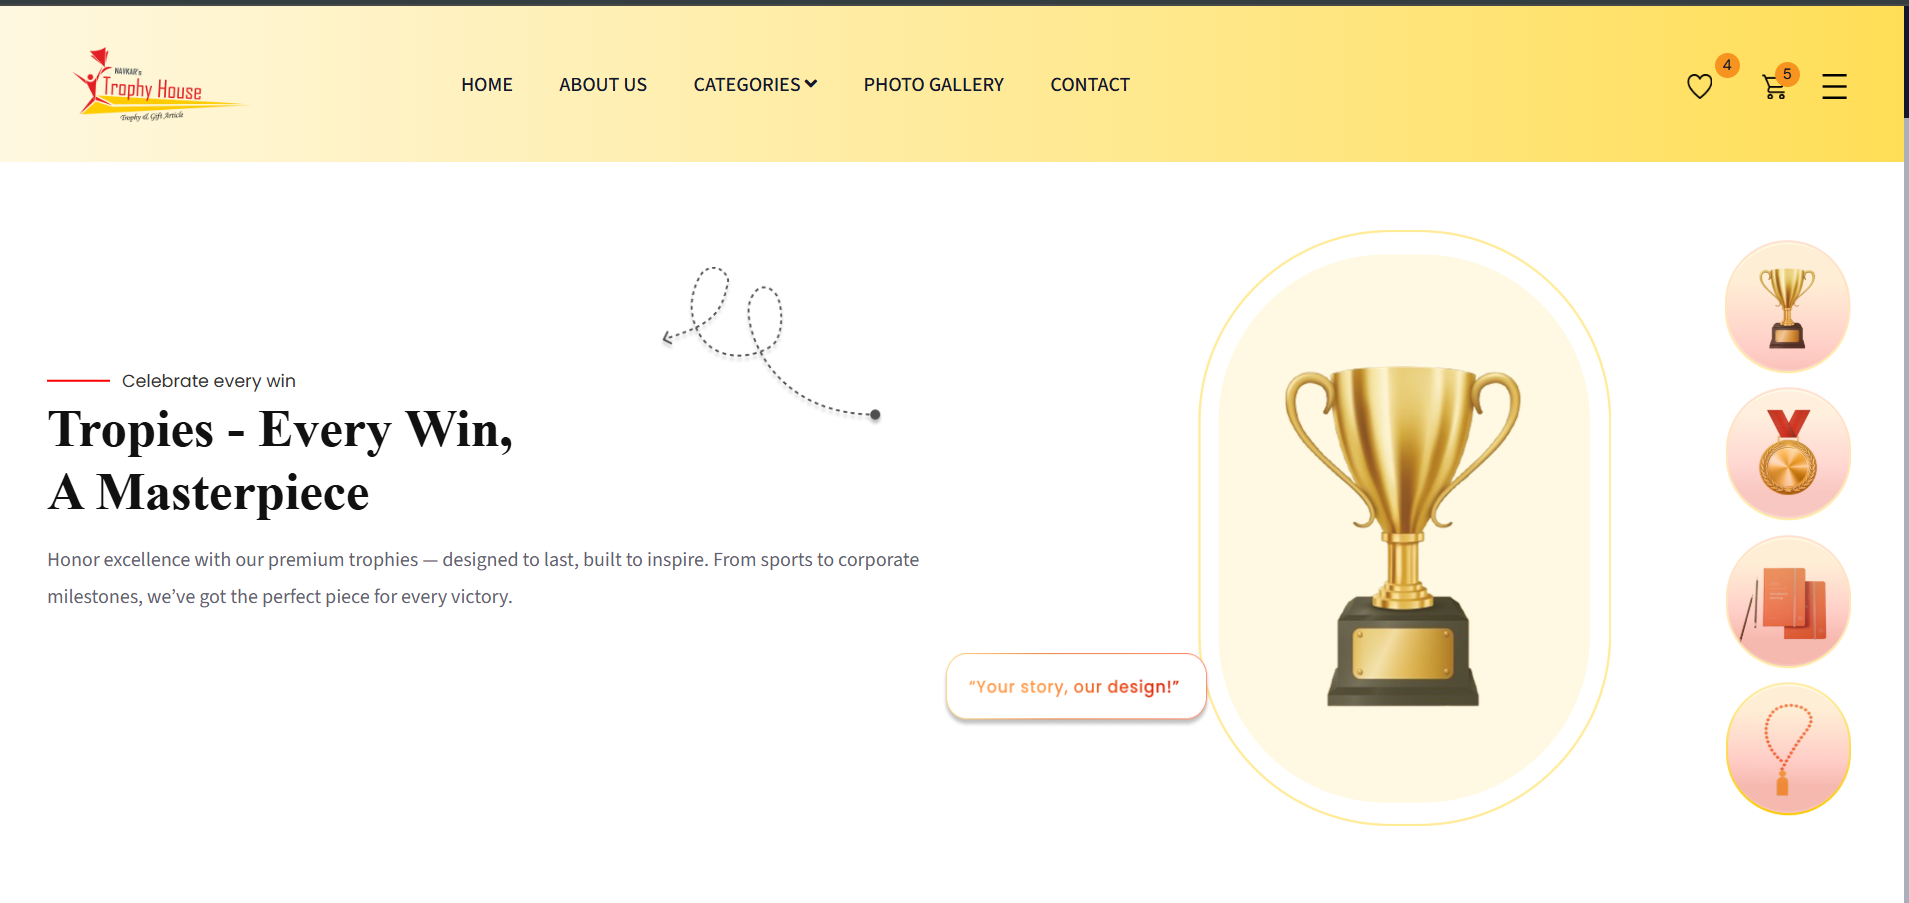 NAVKAR's
Trophy House
Trophy & Gift Article
HOME
ABOUT US
CATEGORIES
PHOTO GALLERY
CONTACT
4
5
Celebrate every win
Tropies - Every Win,
A Masterpiece
Honor excellence with our premium trophies — designed to last, built to inspire. From sports to corporate
milestones, we’ve got the perfect piece for every victory.
“Your story, our design!”